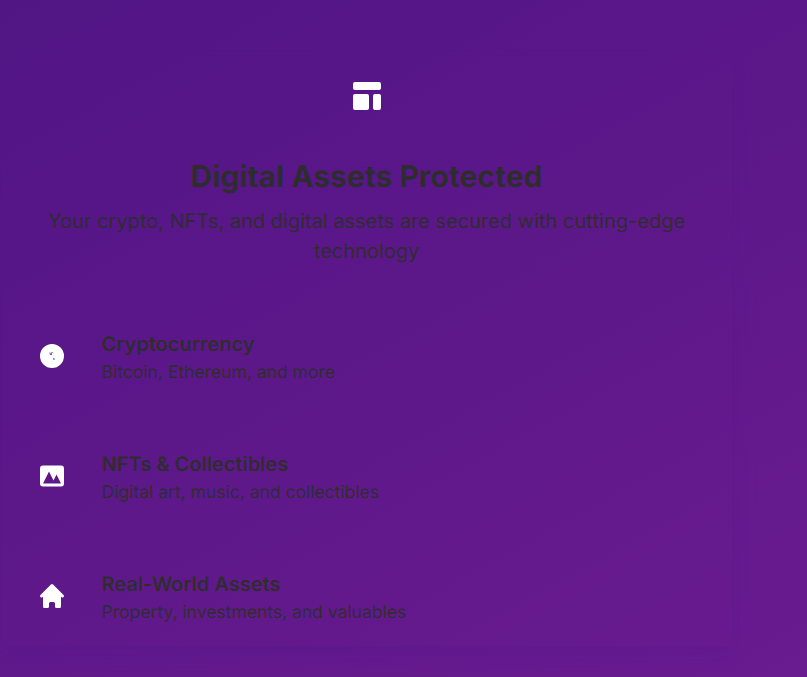 Digital Assets Protected
Your crypto, NFTs, and digital assets are secured with cutting-edge
technology
Cryptocurrency
Bitcoin, Ethereum, and more
NFTs & Collectibles
Digital art, music, and collectibles
Real-World Assets
Property, investments, and valuables